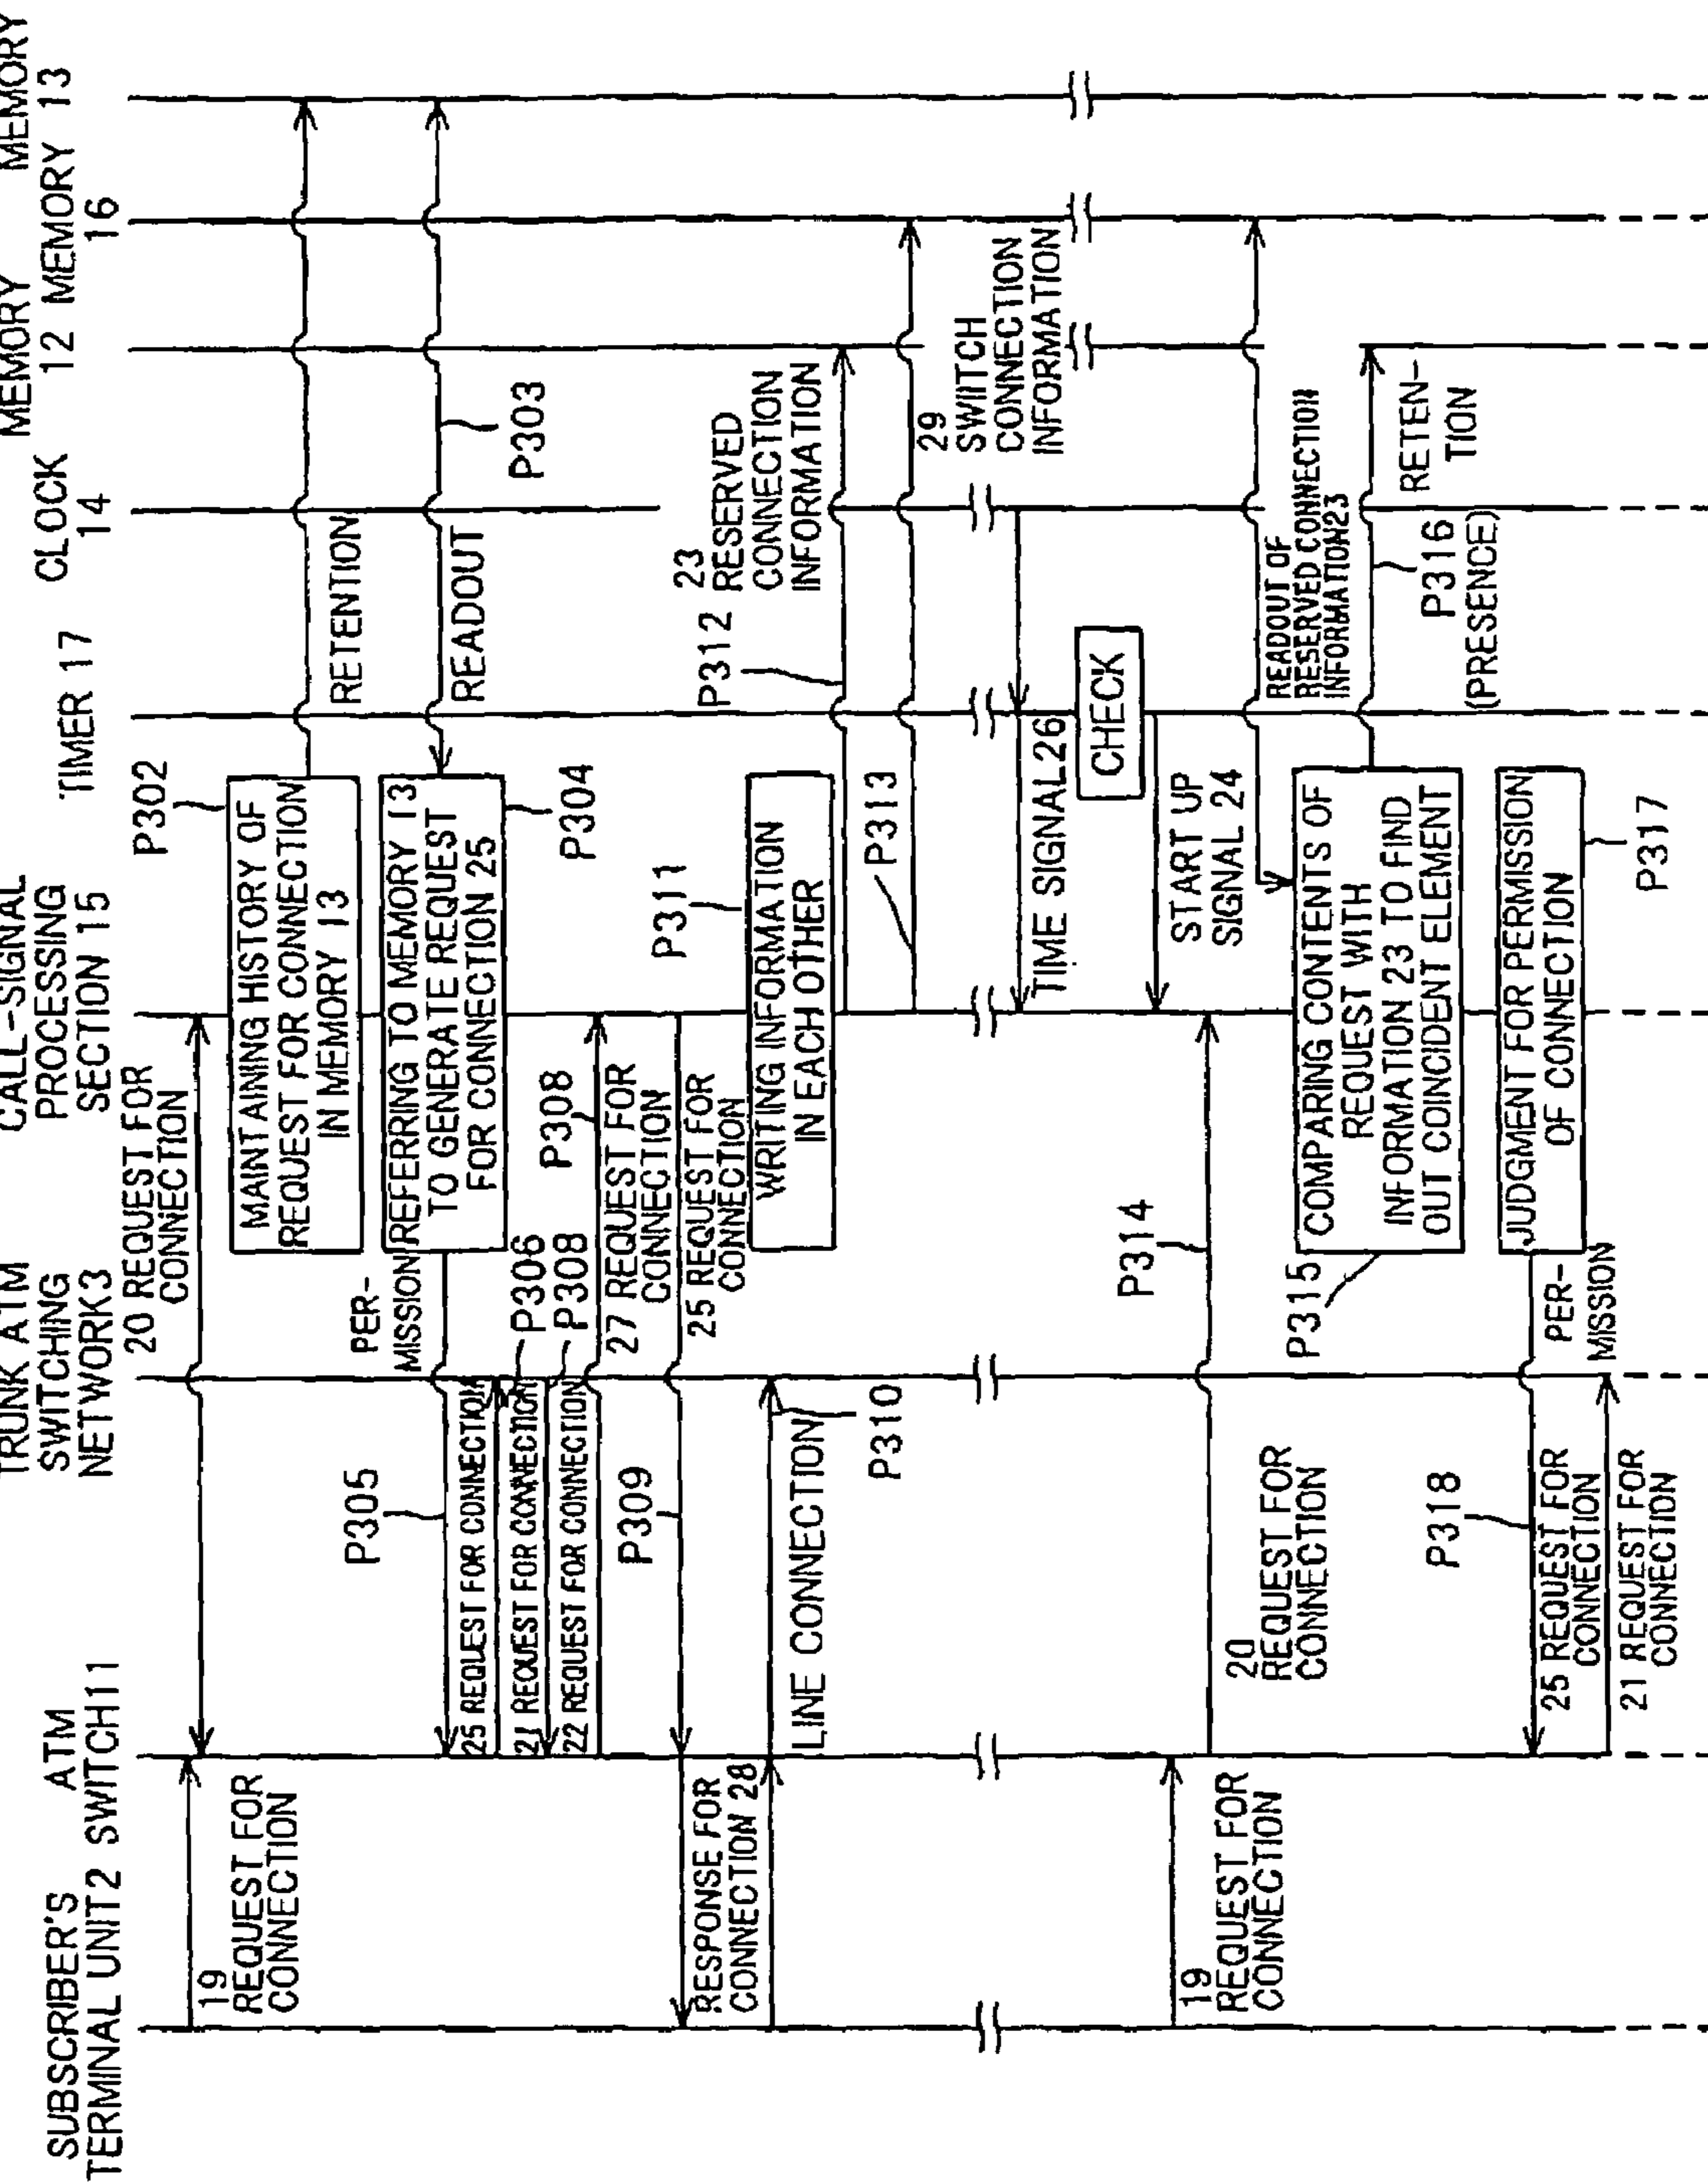 SUBSCRIBER'S
TERMINAL UNIT2
ATM
SWITCH11
TRUNK ATM
SWITCHING
NETWORK3
CALL-SIGNAL
PROCESSING
SECTION 15
TIMER 17
CLOCK
14
MEMORY
12
MEMORY
16
MEMORY
13
19
REQUEST FOR
CONNECTION
20 REQUEST FOR
CONNECTION
P302
MAINTAINING HISTORY OF
REQUEST FOR CONNECTION
IN MEMORY 13
RETENTION
PER-
MISSION
REFERRING TO MEMORY 13
TO GENERATE REQUEST
FOR CONNECTION 25
P304
READOUT
P303
P305
25 REQUEST FOR CONNECTION
P306
21 REQUEST FOR CONNECTION
P308
22 REQUEST FOR CONNECTION
P308
27 REQUEST FOR
CONNECTION
P309
25 REQUEST FOR
CONNECTION
RESPONSE FOR
CONNECTION 28
LINE CONNECTION
P310
P311
WRITING INFORMATION
IN EACH OTHER
P312
23
RESERVED
CONNECTION
INFORMATION
P313
29
SWITCH
CONNECTION
INFORMATION
TIME SIGNAL26
CHECK
START UP
SIGNAL 24
19
REQUEST FOR
CONNECTION
P314
20
REQUEST FOR
CONNECTION
READOUT OF
RESERVED CONNECTION
INFORMATION23
P315
COMPARING CONTENTS OF
REQUEST WITH
INFORMATION 23 TO FIND
OUT COINCIDENT ELEMENT
P316
(PRESENCE)
RETEN-
TION
JUDGMENT FOR PERMISSION
OF CONNECTION
P317
PER-
MISSION
P318
25 REQUEST FOR
CONNECTION
21 REQUEST FOR
CONNECTION